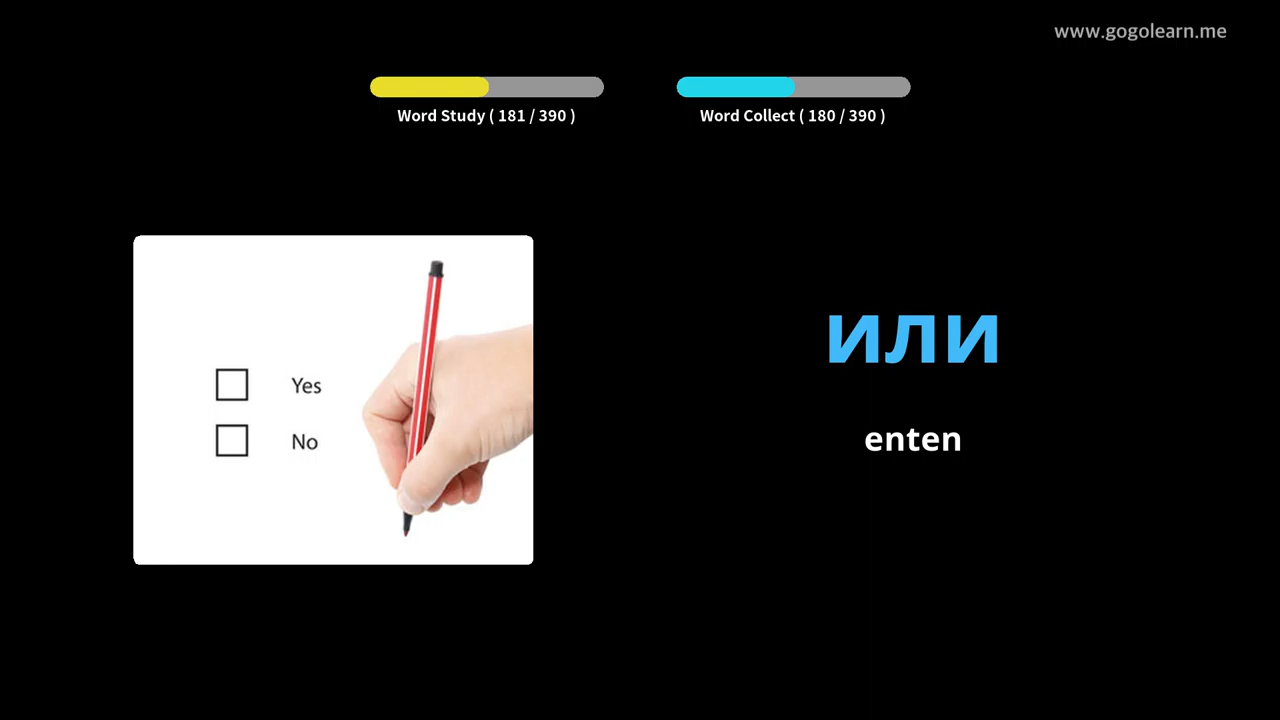 www.gogolearn.me
Word Study ( 181 / 390 )
Word Collect ( 180 / 390 )
Yes
No
или
enten